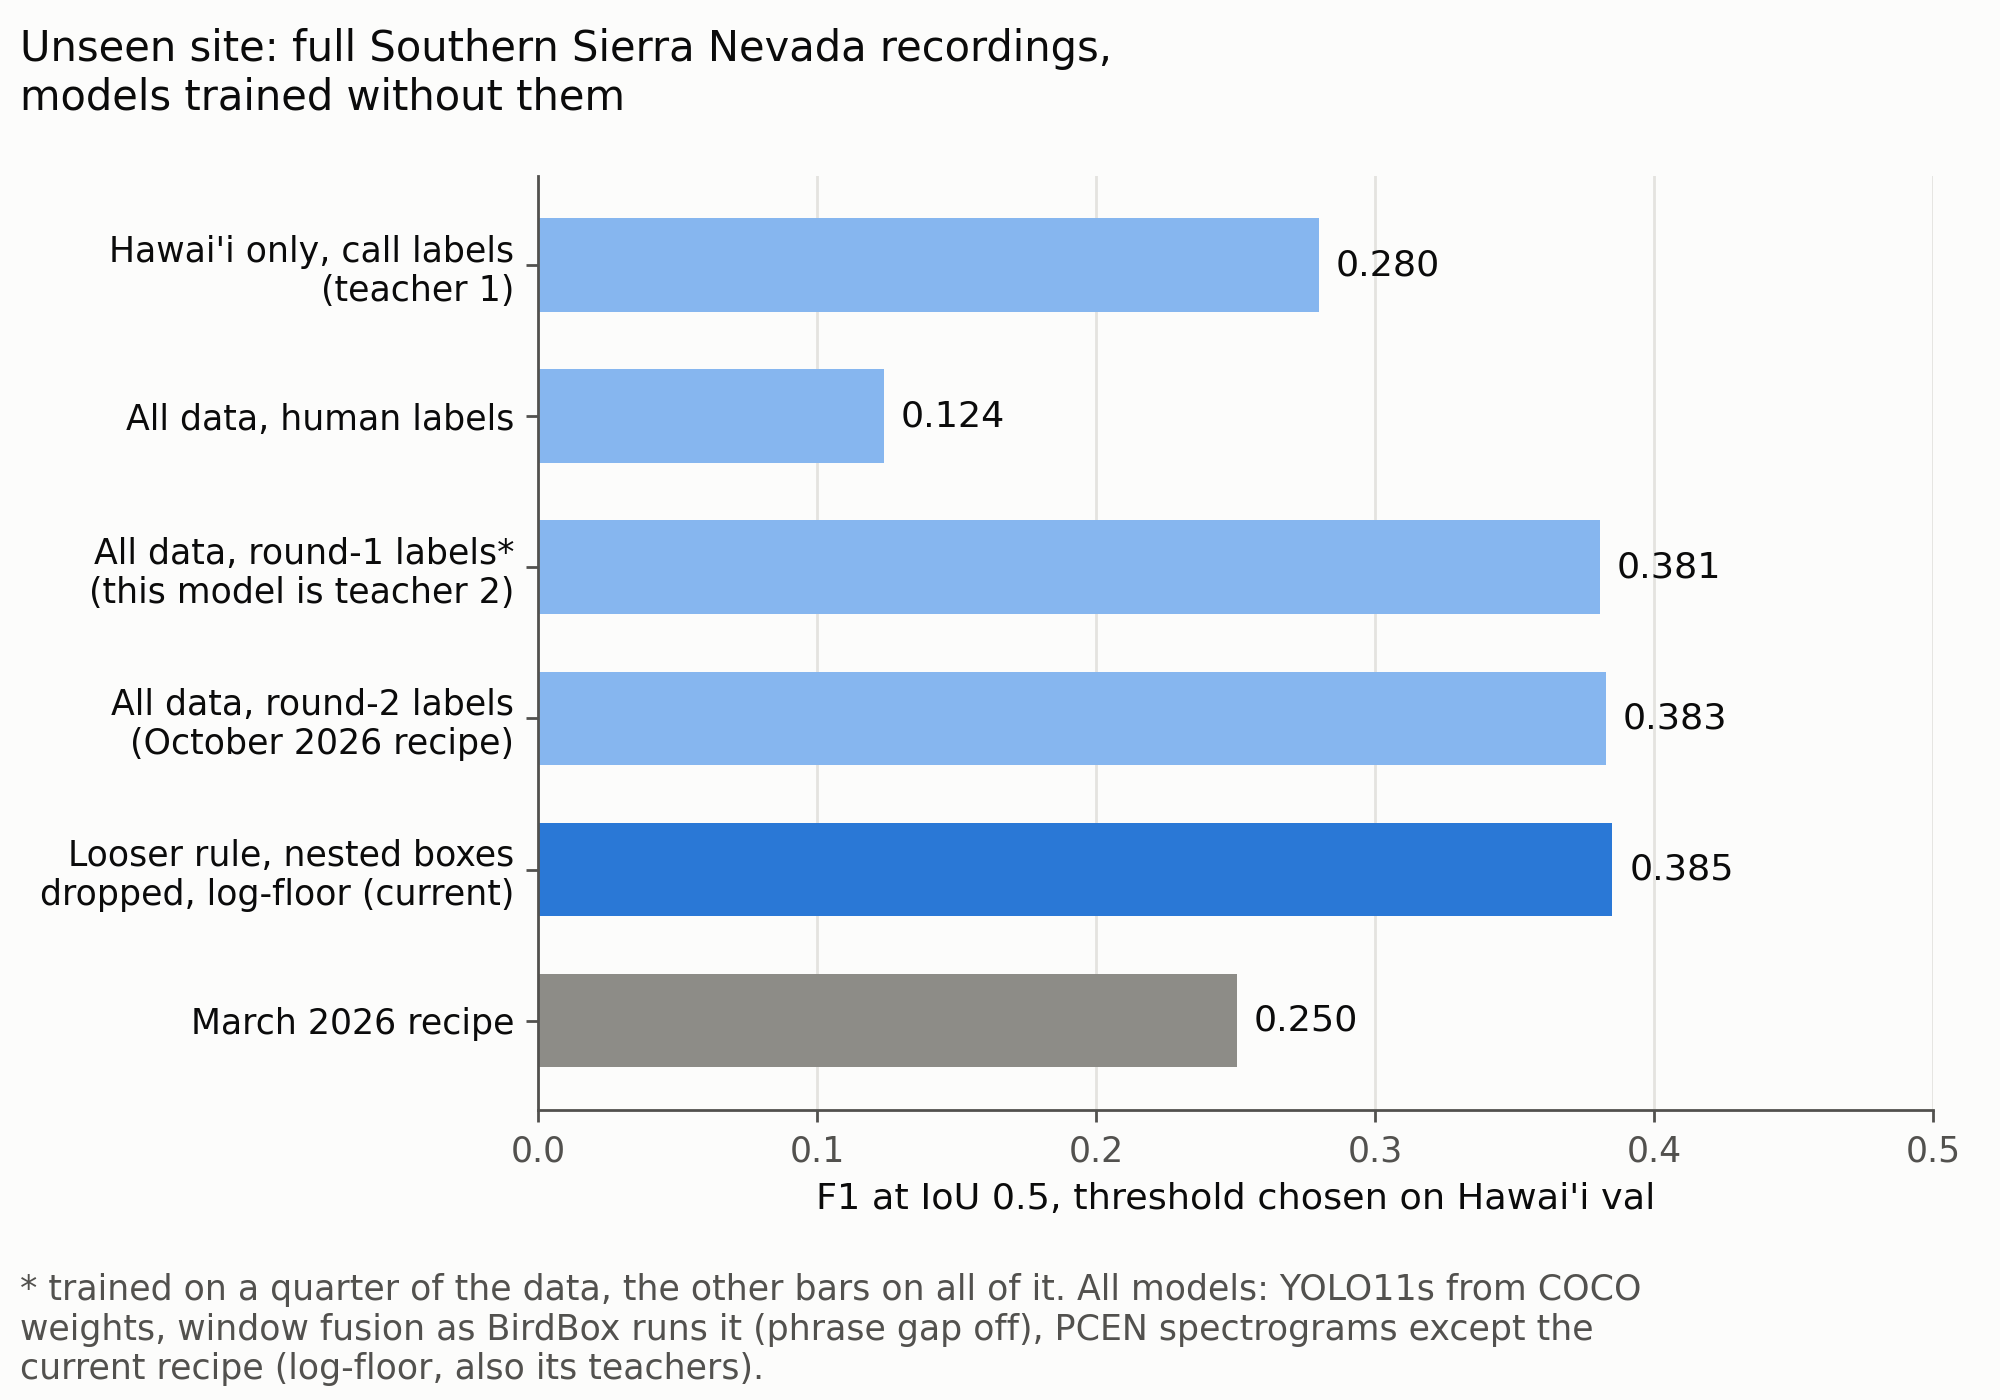 Unseen site: full Southern Sierra Nevada recordings,
models trained without them
Hawai'i only, call labels
(teacher 1)
0.280
All data, human labels
0.124
All data, round-1 labels*
(this model is teacher 2)
0.381
All data, round-2 labels
(October 2026 recipe)
0.383
Looser rule, nested boxes
dropped, log-floor (current)
0.385
March 2026 recipe
0.250
0.0 0.1 0.2 0.3 0.4 0.5
F1 at IoU 0.5, threshold chosen on Hawai'i val
* trained on a quarter of the data, the other bars on all of it. All models: YOLO11s from COCO
weights, window fusion as BirdBox runs it (phrase gap off), PCEN spectrograms except the
current recipe (log-floor, also its teachers).